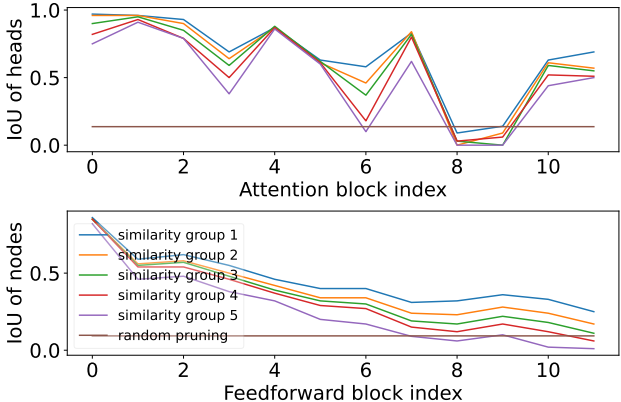 1.0
0.5
0.0
IoU of heads
0 2 4 6 8 10
Attention block index
0.5
0.0
IoU of nodes
similarity group 1
similarity group 2
similarity group 3
similarity group 4
similarity group 5
random pruning
0 2 4 6 8 10
Feedforward block index